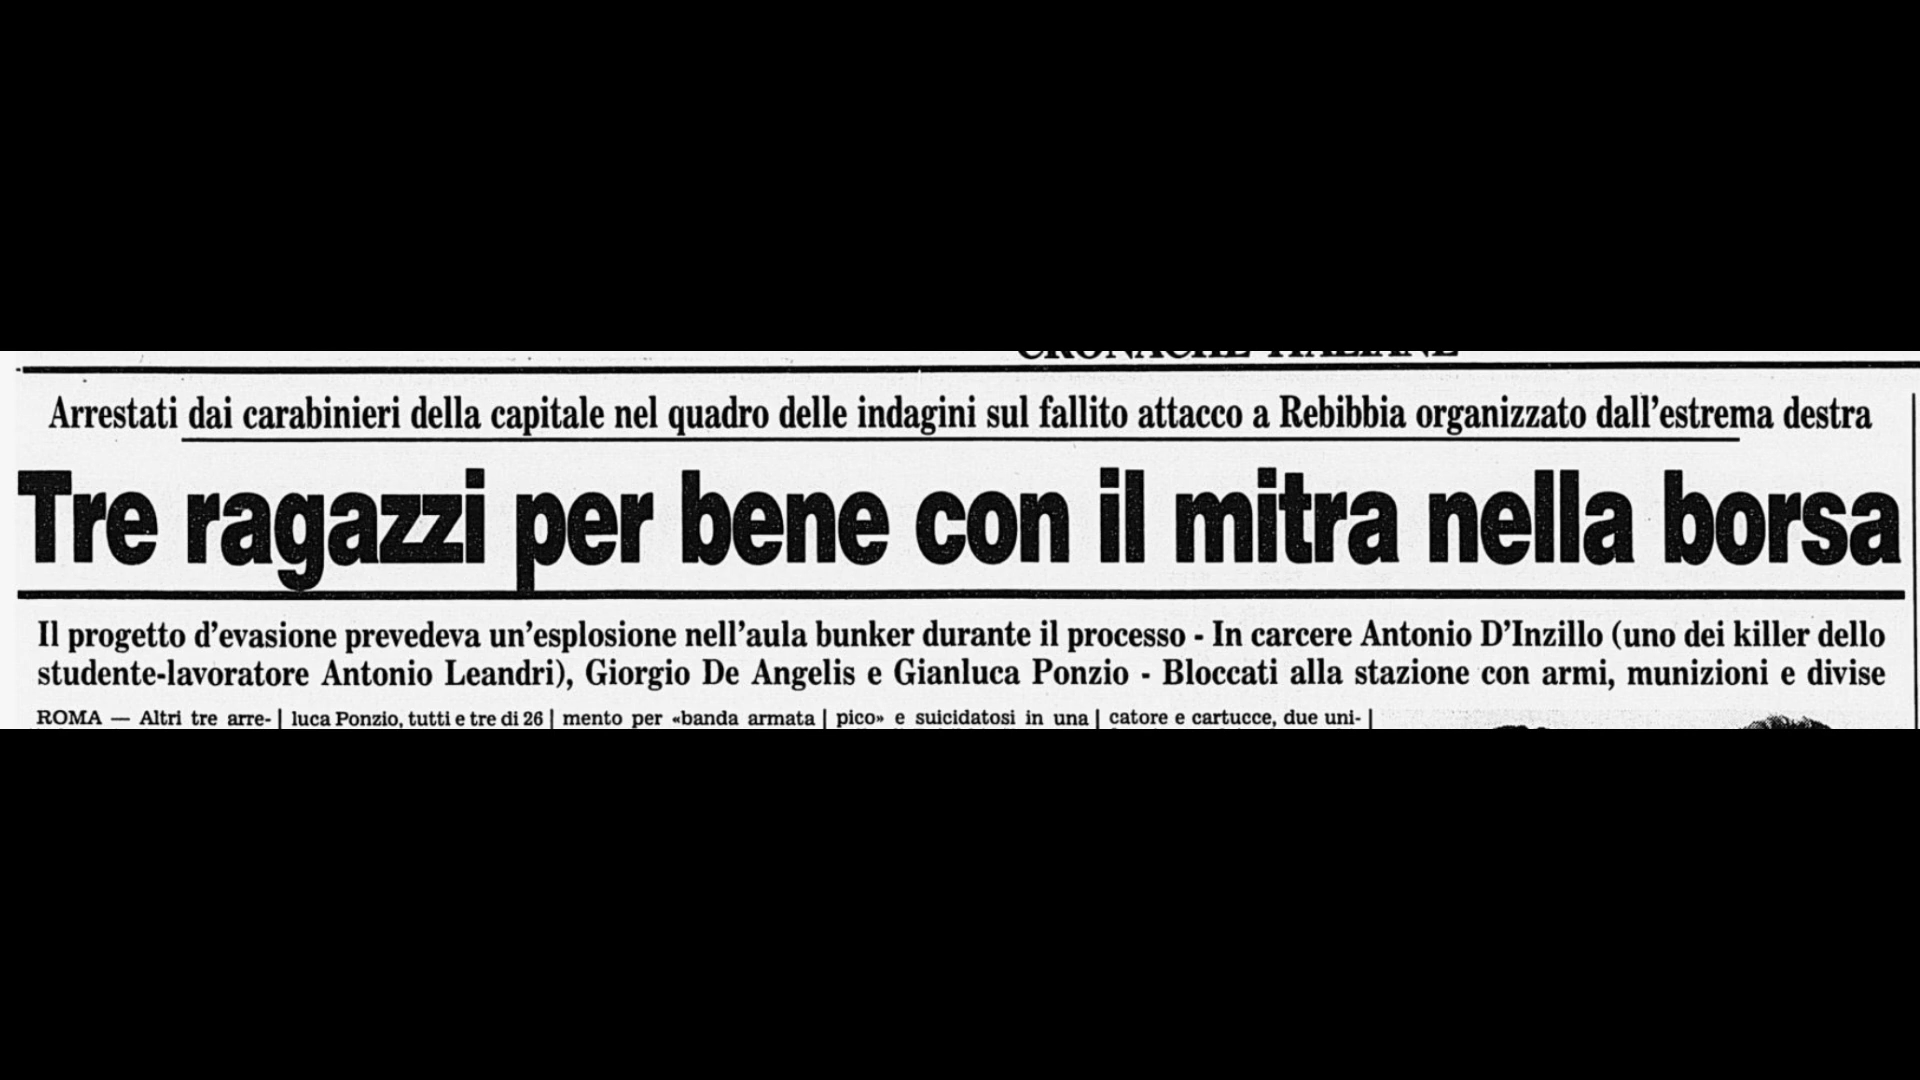 CRONACHE ITALIANE
Arrestati dai carabinieri della capitale nel quadro delle indagini sul fallito attacco a Rebibbia organizzato dall'estrema destra
Tre ragazzi per bene con il mitra nella borsa
Il progetto d'evasione prevedeva un'esplosione nell'aula bunker durante il processo - In carcere Antonio D'Inzillo (uno dei killer dello
studente-lavoratore Antonio Leandri), Giorgio De Angelis e Gianluca Ponzio - Bloccati alla stazione con armi, munizioni e divise
ROMA — Altri tre arre-
luca Ponzio, tutti e tre di 26
mento per «banda armata
pico» e suicidatosi in una
catore e cartucce, due uni-